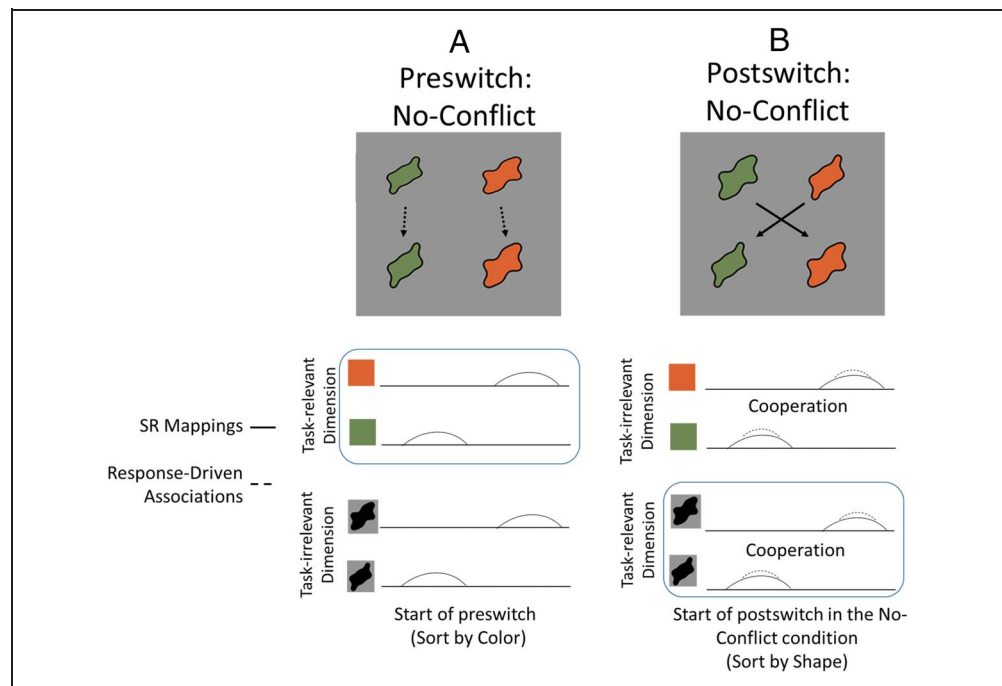 A
Preswitch:
No-Conflict
B
Postswitch:
No-Conflict
SR Mappings
Response-Driven
Associations
Task-relevant
Dimension
Task-irrelevant
Dimension
Start of preswitch
(Sort by Color)
Task-irrelevant
Dimension
Cooperation
Task-relevant
Dimension
Cooperation
Start of postswitch in the No-
Conflict condition
(Sort by Shape)